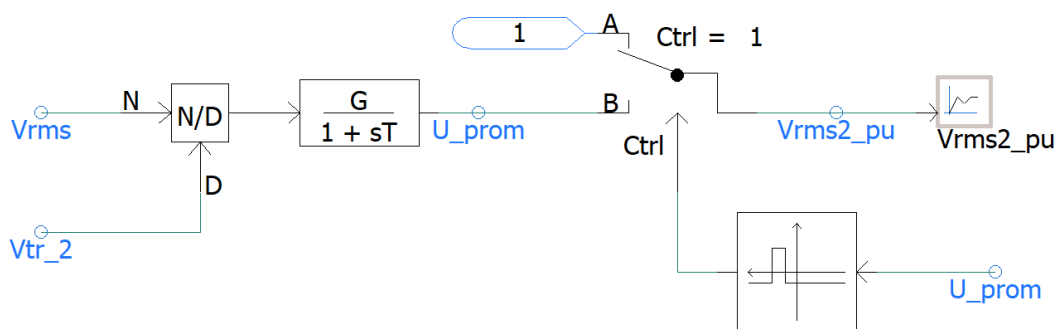 1
A
Ctrl = 1
N
N/D
G
1 + sT
B
Vrms
U_prom
Vrms2_pu
Vrms2_pu
Ctrl
D
Vtr_2
U_prom